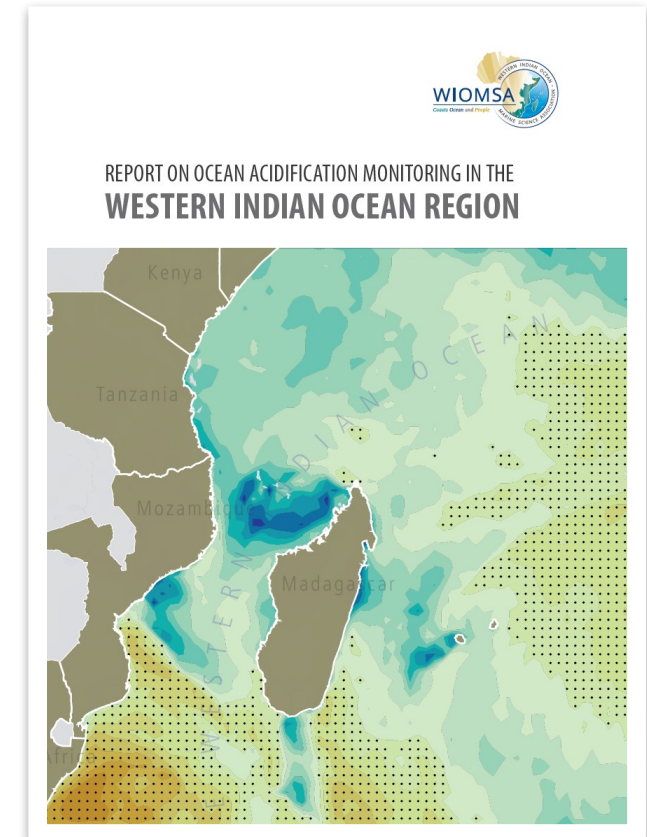 WIOMSA
Coasts Ocean and People
WESTERN INDIAN OCEAN
MARINE SCIENCE ASSOCIATION
REPORT ON OCEAN ACIDIFICATION MONITORING IN THE
WESTERN INDIAN OCEAN REGION
Kenya
Tanzania
Mozambique
Madagascar
WESTERN INDIAN OCEAN
Africa